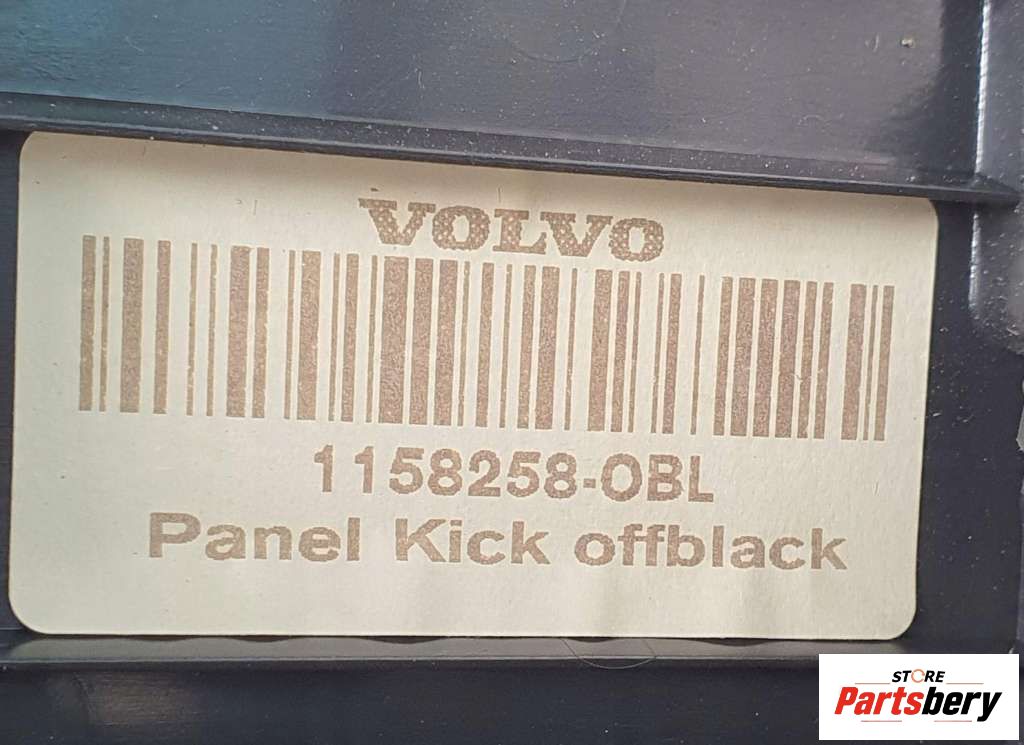 VOLVO
1158258-OBL
Panel Kick offblack
STORE
Partsbery